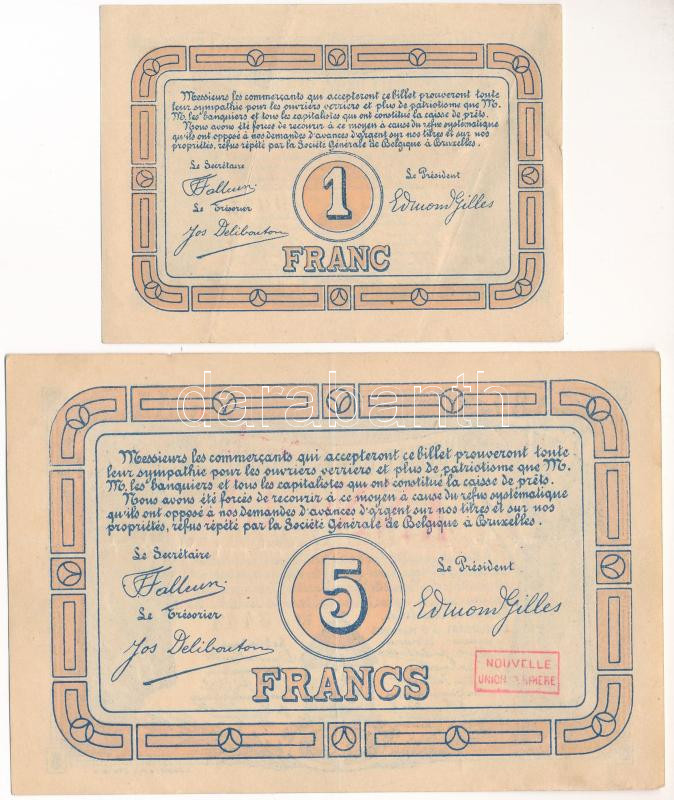 Messieurs les commerçants qui accepteront ce billet prouveront toute
leur sympathie pour les ouvriers verriers et plus de patriotisme que M.
M. les banquiers et tous les capitalistes qui ont constitué la caisse de prêts.
Nous avons été forcés de recourir à ce moyen à cause du refus systématique
qu'ils ont opposé à nos demandes d'avances d'argent sur nos titres et sur nos
propriétés, refus répété par la Société Générale de Belgique à Bruxelles.
Le Secrétaire
Le Président
Le Trésorier
Edmond Gilles
Jos Delibouton
1
FRANC
darabanth
Messieurs les commerçants qui accepteront ce billet prouveront toute
leur sympathie pour les ouvriers verriers et plus de patriotisme que M.
M. les banquiers et tous les capitalistes qui ont constitué la caisse de prêts.
Nous avons été forcés de recourir à ce moyen à cause du refus systématique
qu'ils ont opposé à nos demandes d'avances d'argent sur nos titres et sur nos
propriétés, refus répété par la Société Générale de Belgique à Bruxelles.
Le Secrétaire
Le Président
Le Trésorier
Edmond Gilles
Jos Delibouton
5
FRANCS
NOUVELLE
UNION